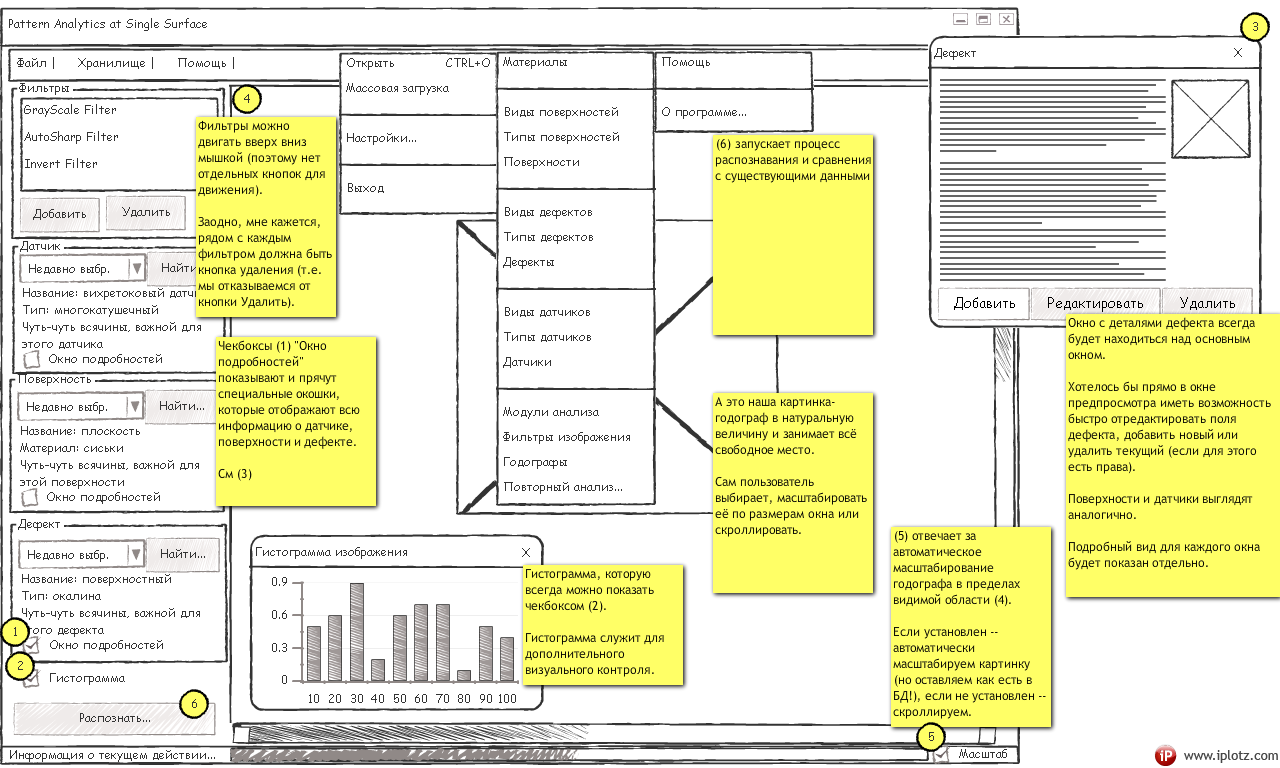 Pattern Analytics at Single Surface
Файл | Хранилище | Помощь |
Фильтры
GrayScale Filter
AutoSharp Filter
Invert Filter
Добавить
Удалить
Датчик
Недавно выбр.
Найти
Название: вихретоковый датч
Тип: многокатушечный
Чуть-чуть всячины, важной для
этого датчика
Окно подробностей
Поверхность
Недавно выбр.
Найти...
Название: плоскость
Материал: сиськи
Чуть-чуть всячины, важной для
этой поверхности
Окно подробностей
Дефект
Недавно выбр.
Найти...
Название: поверхностный
Тип: окалина
Чуть-чуть всячины, важной для
того дефекта
1
Окно подробностей
2
Гистограмма
6
Распознать...
Информация о текущем действии...
4
Фильтры можно
двигать вверх вниз
мышкой (поэтому нет
отдельных кнопок для
движения).
Заодно, мне кажется,
рядом с каждым
фильтром должна быть
кнопка удаления (т.е.
мы отказываемся от
кнопки Удалить).
Чекбоксы (1) "Окно
подробностей"
показывают и прячут
специальные окошки,
которые отображают всю
информацию о датчике,
поверхности и дефекте.
См (3)
Открыть CTRL+O
Массовая загрузка
Настройки...
Выход
Материалы
Виды поверхностей
Типы поверхностей
Поверхности
Виды дефектов
Типы дефектов
Дефекты
Виды датчиков
Типы датчиков
Датчики
Модули анализа
Фильтры изображения
Годографы
Повторный анализ...
Помощь
О программе...
(6) запускает процесс
распознавания и сравнения
с существующими данными
А это наша картинка-
годограф в натуральную
величину и занимает всё
свободное место.
Сам пользователь
выбирает, масштабировать
её по размерам окна или
скроллировать.
Гистограмма изображения X
0.9
0.6
0.3
0
10 20 30 40 50 60 70 80 90 100
Гистограмма, которую
всегда можно показать
чекбоксом (2).
Гистограмма служит для
дополнительного
визуального контроля.
3
Дефект X
Добавить
Редактировать
Удалить
Окно с деталями дефекта всегда
будет находиться над основным
окном.
Хотелось бы прямо в окне
предпросмотра иметь возможность
быстро отредактировать поля
дефекта, добавить новый или
удалить текущий (если для этого
есть права).
Поверхности и датчики выглядят
аналогично.
Подробный вид для каждого окна
будет показан отдельно.
(5) отвечает за
автоматическое
масштабирование
годографа в пределах
видимой области (4).
Если установлен --
автоматически
масштабируем картинку
(но оставляем как есть в
БД!), если не установлен --
скроллируем.
5
Масштаб
iP www.iplotz.com